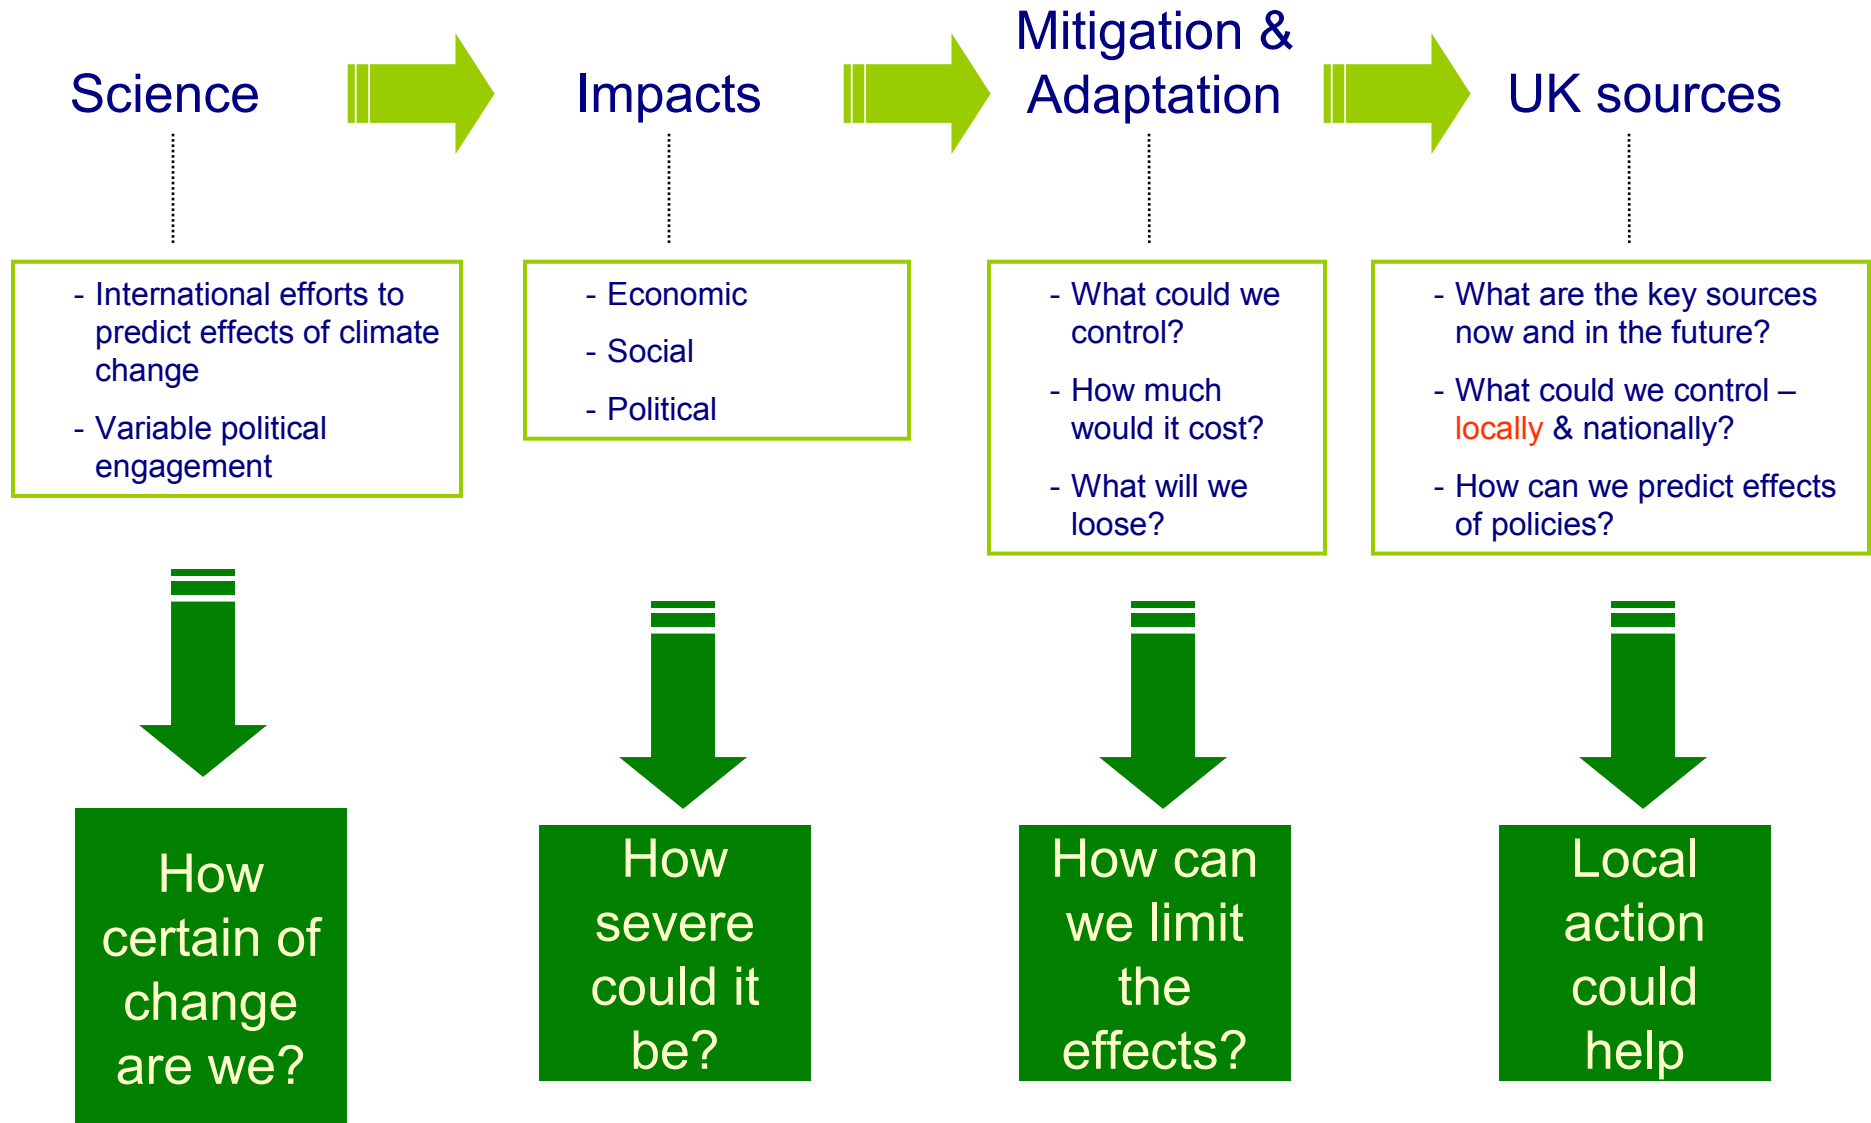 Science
Impacts
Mitigation &
Adaptation
UK sources
- International efforts to
predict effects of climate
change
- Variable political
engagement
- Economic
- Social
- Political
- What could we
control?
- How much
would it cost?
- What will we
loose?
- What are the key sources
now and in the future?
- What could we control –
locally & nationally?
- How can we predict effects
of policies?
How
certain of
change
are we?
How
severe
could it
be?
How can
we limit
the
effects?
Local
action
could
help